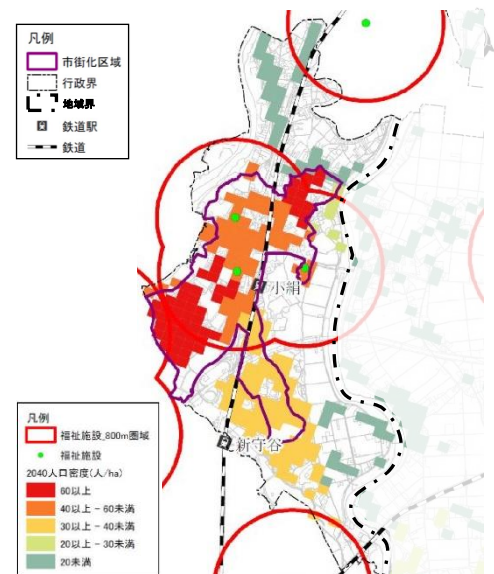 凡例
市街化区域
行政界
地域界
鉄道駅
鉄道
小絹
新守谷
凡例
福祉施設_800m圏域
福祉施設
2040人口密度(人/ha)
60以上
40以上 - 60未満
30以上 - 40未満
20以上 - 30未満
20未満